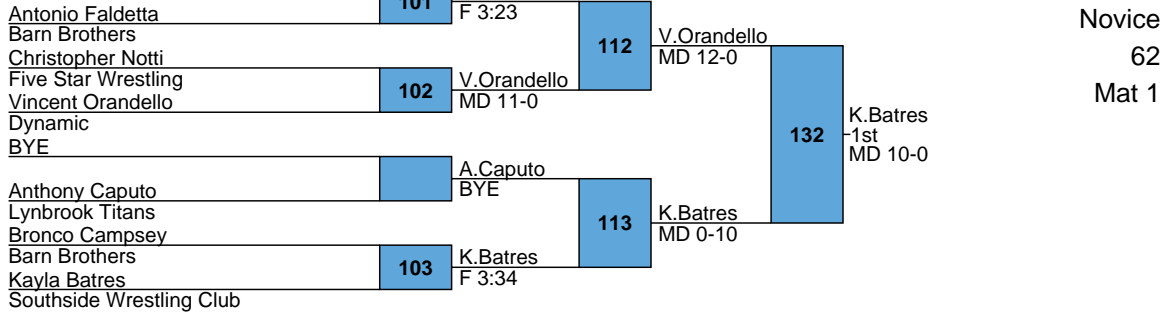 101
Antonio Faldetta
F 3:23
Barn Brothers
Christopher Notti
112
V.Orandello
MD 12-0
Five Star Wrestling
102
V.Orandello
MD 11-0
Vincent Orandello
Dynamic
BYE
132
K.Batres
1st
MD 10-0
A.Caputo
BYE
Anthony Caputo
Lynbrook Titans
113
K.Batres
MD 0-10
Bronco Campsey
Barn Brothers
103
K.Batres
F 3:34
Kayla Batres
Southside Wrestling Club
Novice
62
Mat 1